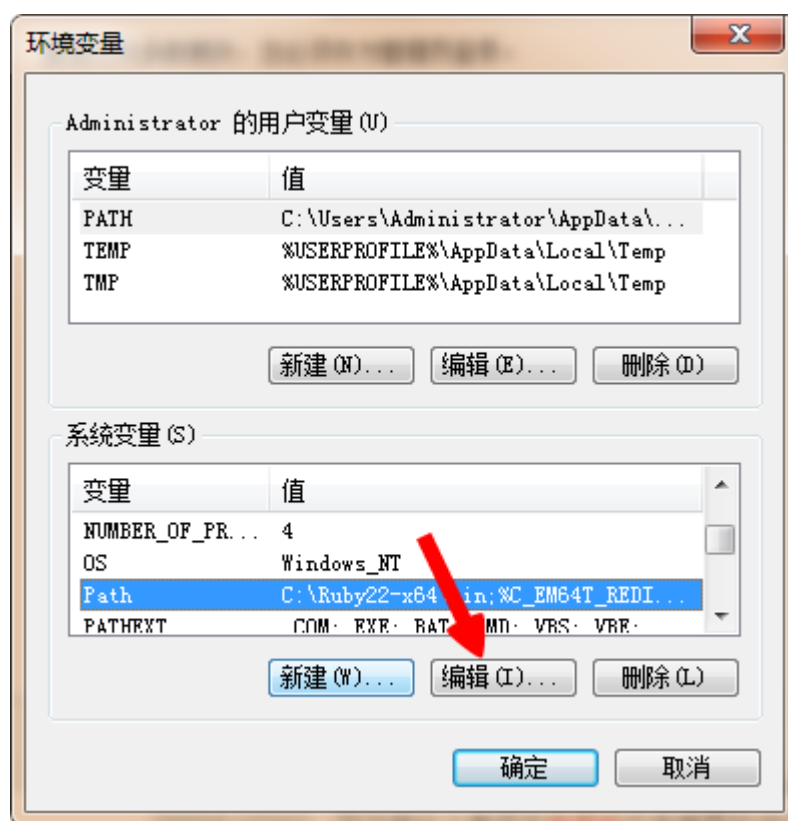 环境变量
Administrator 的用户变量(U)
变量 值
PATH C:\Users\Administrator\AppData\...
TEMP %USERPROFILE%\AppData\Local\Temp
TMP %USERPROFILE%\AppData\Local\Temp
新建(N)... 编辑(E)... 删除(D)
系统变量(S)
变量 值
NUMBER_OF_PR... 4
OS Windows_NT
Path C:\Ruby22-x64 in;%C_EM64T_REDI...
PATHEXT
新建(W)... 编辑(I)... 删除(L)
确定 取消